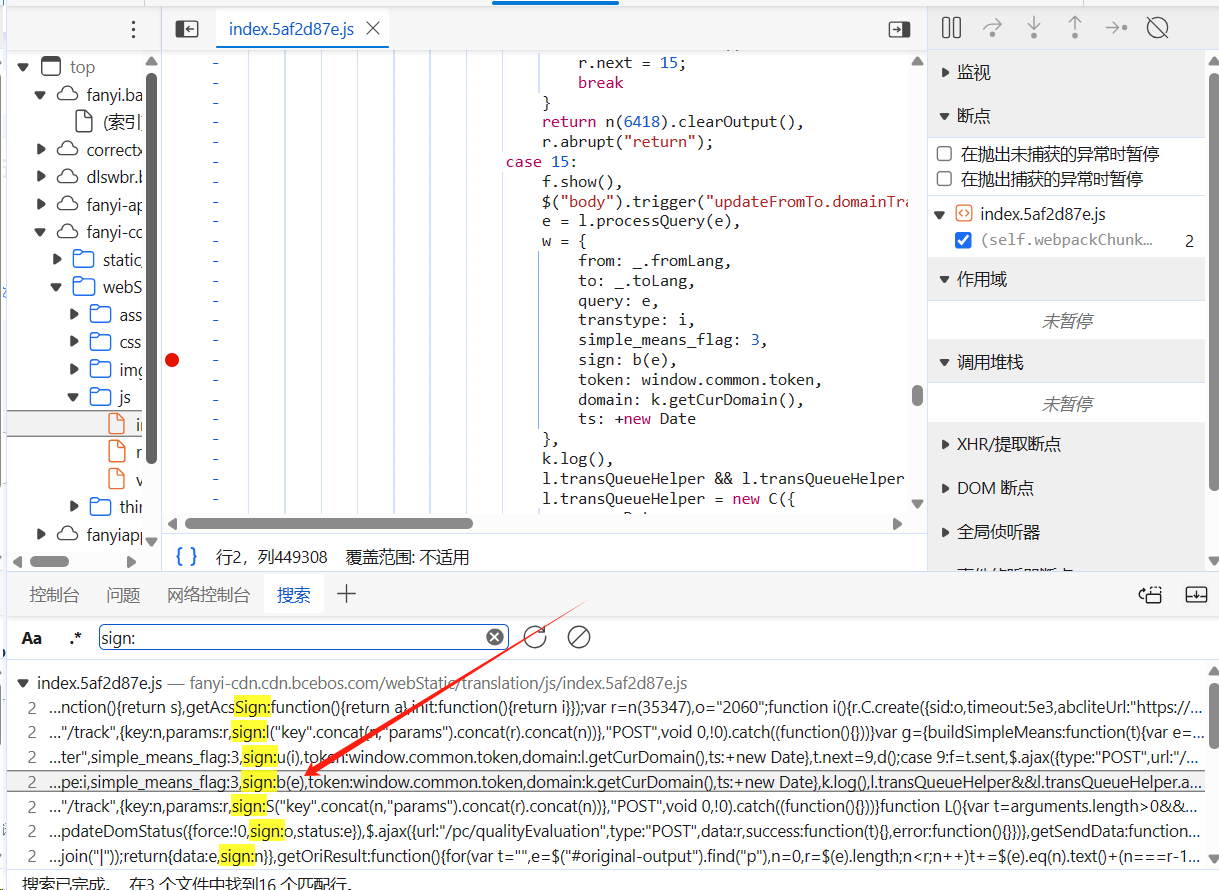 index.5af2d87e.js
top
fanyi.ba
(索引
correctx
dlswbr.b
fanyi-ap
fanyi-cc
static
webS
ass
css
img
js
thir
fanyiapp
r.next = 15;
break
}
return n(6418).clearOutput(),
r.abrupt("return");
case 15:
f.show(),
$("body").trigger("updateFromTo.domainTra
e = l.processQuery(e),
w = {
from: _.fromLang,
to: _.toLang,
query: e,
transtype: i,
simple_means_flag: 3,
sign: b(e),
token: window.common.token,
domain: k.getCurDomain(),
ts: +new Date
},
k.log(),
l.transQueueHelper && l.transQueueHelper
l.transQueueHelper = new C({
{ } 行2，列449308 覆盖范围: 不适用
监视
断点
在抛出未捕获的异常时暂停
在抛出捕获的异常时暂停
index.5af2d87e.js
(self.webpackChunk… 2
作用域
未暂停
调用堆栈
未暂停
XHR/提取断点
DOM 断点
全局侦听器
事件侦听器断点
控制台 问题 网络控制台 搜索
Aa .* sign:
index.5af2d87e.js — fanyi-cdn.cdn.bcebos.com/webStatic/translation/js/index.5af2d87e.js
2 …nction(){return s},getAcsSign:function(){return a},init:function(){return i}});var r=n(35347),o="2060";function i(){r.C.create({sid:o,timeout:5e3,abcliteUrl:"https://…
2 …"/track",{key:n,params:r,sign:l("key".concat(n,"params").concat(r).concat(n))},"POST",void 0,!0).catch((function(){}))}var g={buildSimpleMeans:function(t){var e=…
2 …ter",simple_means_flag:3,sign:u(i),token:window.common.token,domain:l.getCurDomain(),ts:+new Date},t.next=9,d();case 9:f=t.sent,$.ajax({type:"POST",url:"/…
2 …pe:i,simple_means_flag:3,sign:b(e),token:window.common.token,domain:k.getCurDomain(),ts:+new Date},k.log(),l.transQueueHelper&&l.transQueueHelper.a…
2 …"/track",{key:n,params:r,sign:S("key".concat(n,"params").concat(r).concat(n))},"POST",void 0,!0).catch((function(){}))}function L(){var t=arguments.length>0&&…
2 …pdateDomStatus({force:!0,sign:o,status:e}),$.ajax({url:"/pc/qualityEvaluation",type:"POST",data:r,success:function(t){},error:function(){}})},getSendData:function…
2 …join("|");return{data:e,sign:n}},getOriResult:function(){for(var t="",e=$("#original-output").find("p"),n=0,r=$(e).length;n<r;n++)t+=$(e).eq(n).text()+(n===r-1…
搜索已完成。 在3 个文件中找到16 个匹配行。